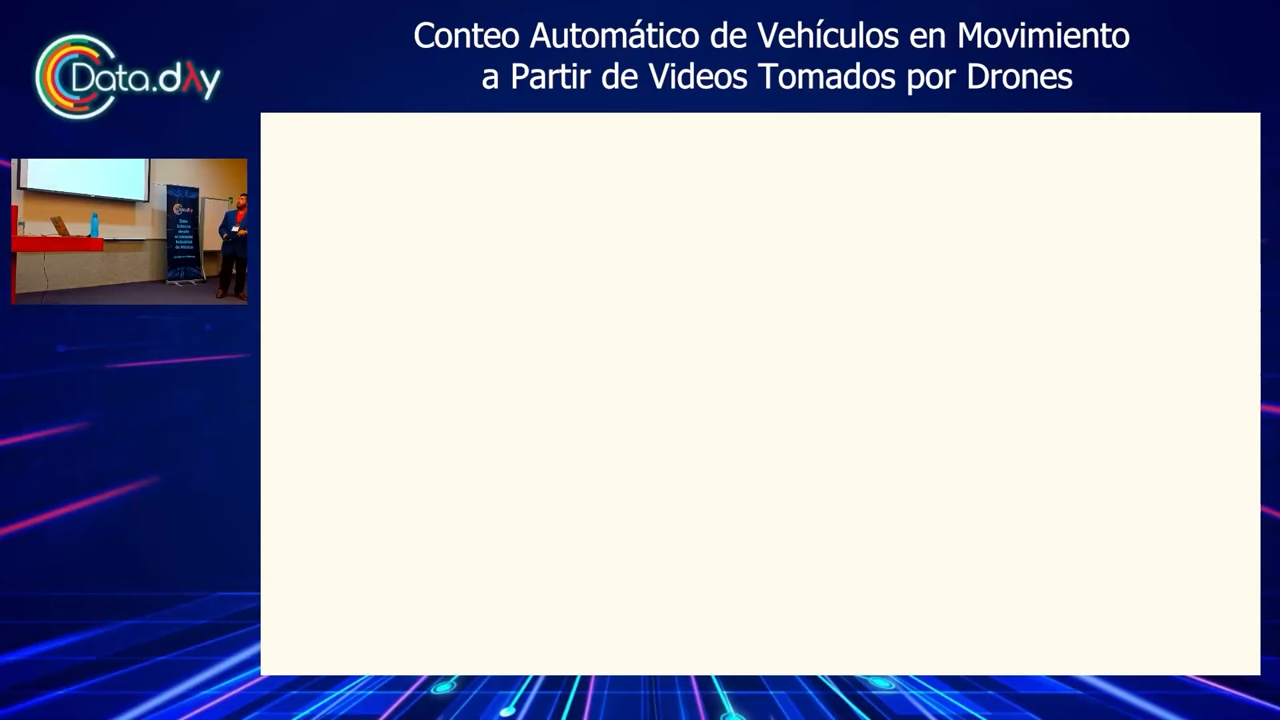 Conteo Automático de Vehículos en Movimiento
a Partir de Videos Tomados por Drones
Data.dλy